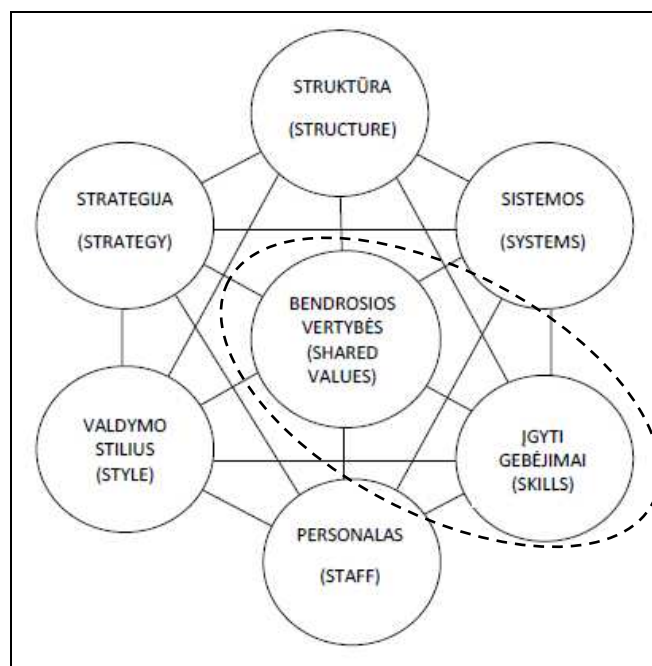 STRUKTŪRA
(STRUCTURE)
STRATEGIJA
(STRATEGY)
SISTEMOS
(SYSTEMS)
BENDROSIOS
VERTYBĖS
(SHARED
VALUES)
VALDYMO
STILIUS
(STYLE)
ĮGYTI
GEBĖJIMAI
(SKILLS)
PERSONALAS
(STAFF)